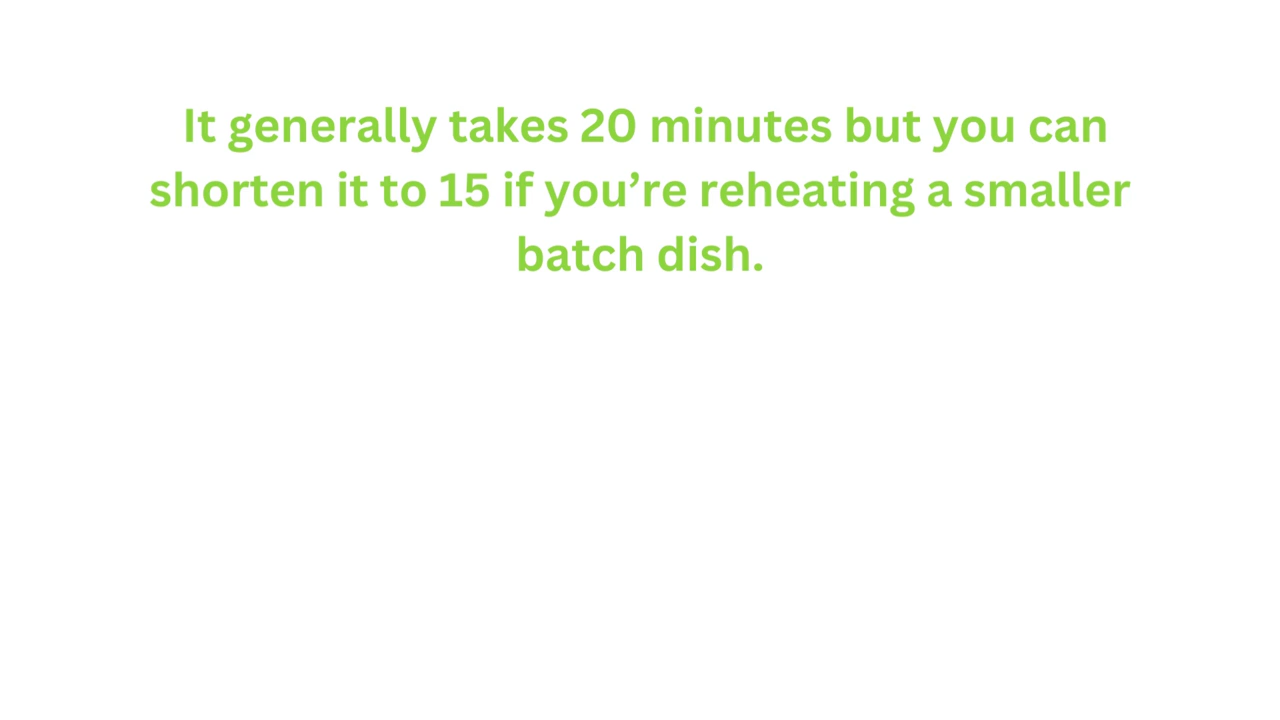 It generally takes 20 minutes but you can
shorten it to 15 if you’re reheating a smaller
batch dish.